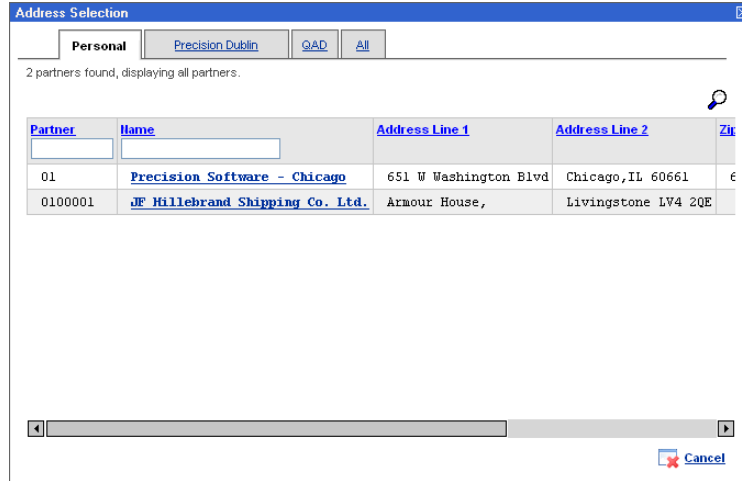 Address Selection
Personal Precision Dublin QAD All
2 partners found, displaying all partners.
Partner Name Address Line 1 Address Line 2
01 Precision Software - Chicago 651 W Washington Blvd Chicago,IL 60661
0100001 JF Hillebrand Shipping Co. Ltd. Armour House, Livingstone LV4 2QE
Cancel